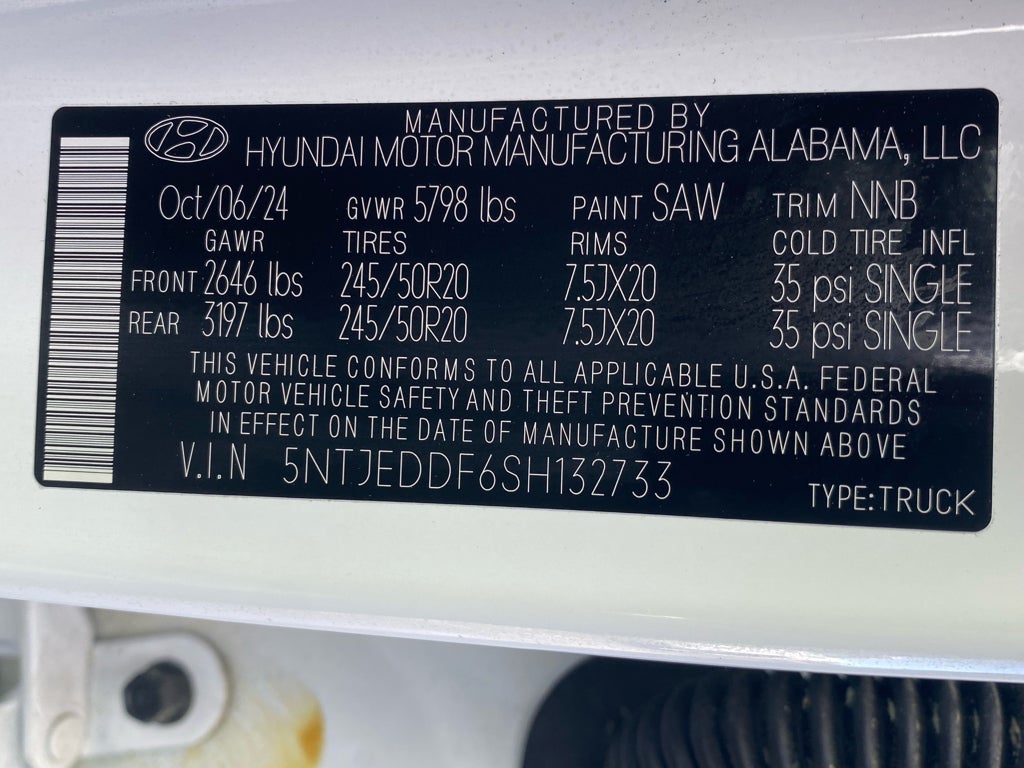 MANUFACTURED BY
HYUNDAI MOTOR MANUFACTURING ALABAMA, LLC
Oct/06/24 GVWR 5798 lbs PAINT SAW TRIM NNB
GAWR TIRES RIMS COLD TIRE INFL
FRONT 2646 lbs 245/50R20 7.5JX20 35 psi SINGLE
REAR 3197 lbs 245/50R20 7.5JX20 35 psi SINGLE
THIS VEHICLE CONFORMS TO ALL APPLICABLE U.S.A. FEDERAL
MOTOR VEHICLE SAFETY AND THEFT PREVENTION STANDARDS
IN EFFECT ON THE DATE OF MANUFACTURE SHOWN ABOVE
V.I.N 5NTJEDDF6SH132733
TYPE: TRUCK